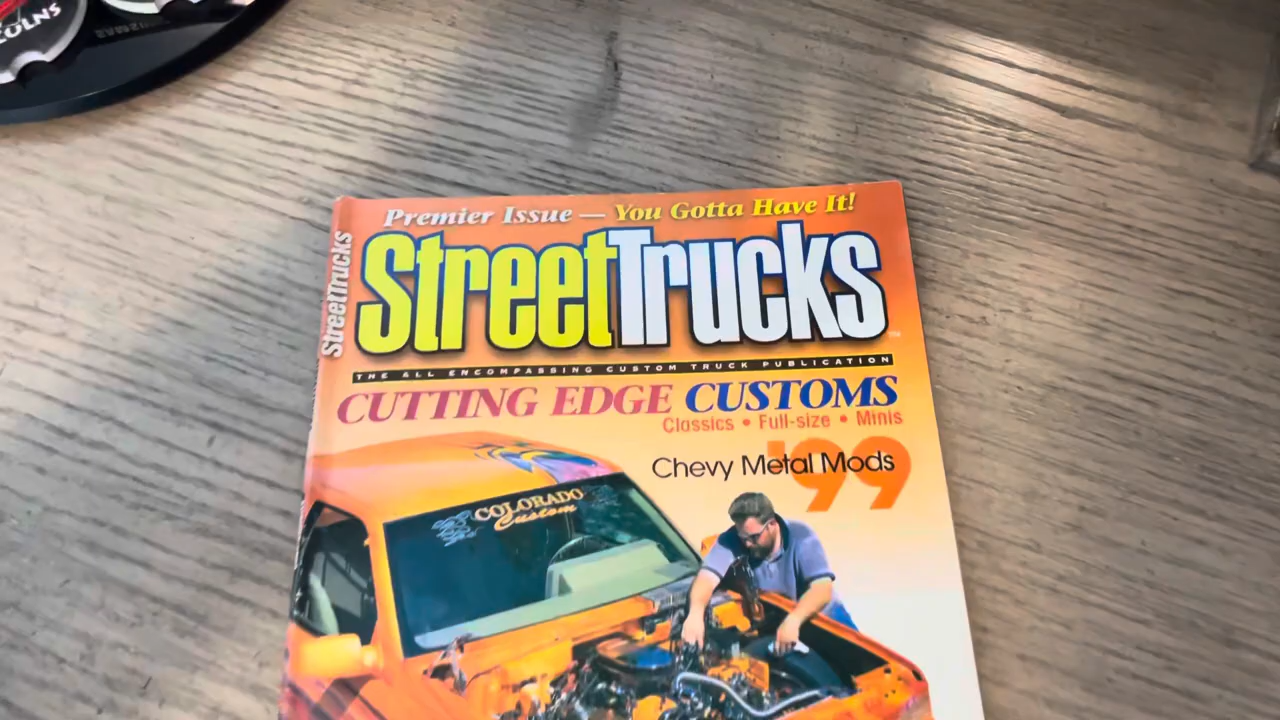 COLNS
Premier Issue — You Gotta Have It!
StreetTrucks
StreetTrucks
THE ALL ENCOMPASSING CUSTOM TRUCK PUBLICATION
CUTTING EDGE CUSTOMS
Classics • Full-size • Minis
'99
Chevy Metal Mods
COLORADO
Custom